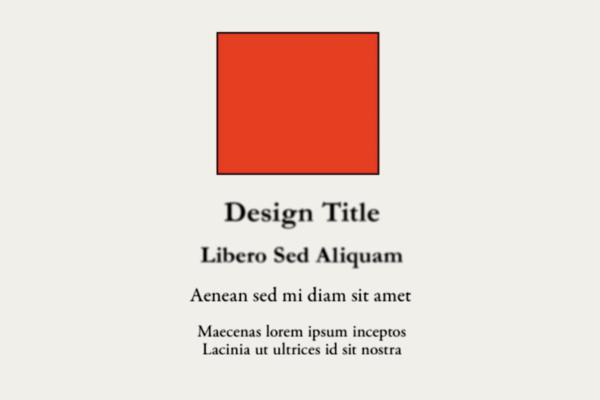 Design Title
Libero Sed Aliquam
Aenean sed mi diam sit amet
Maecenas lorem ipsum inceptos
Lacinia ut ultrices id sit nostra